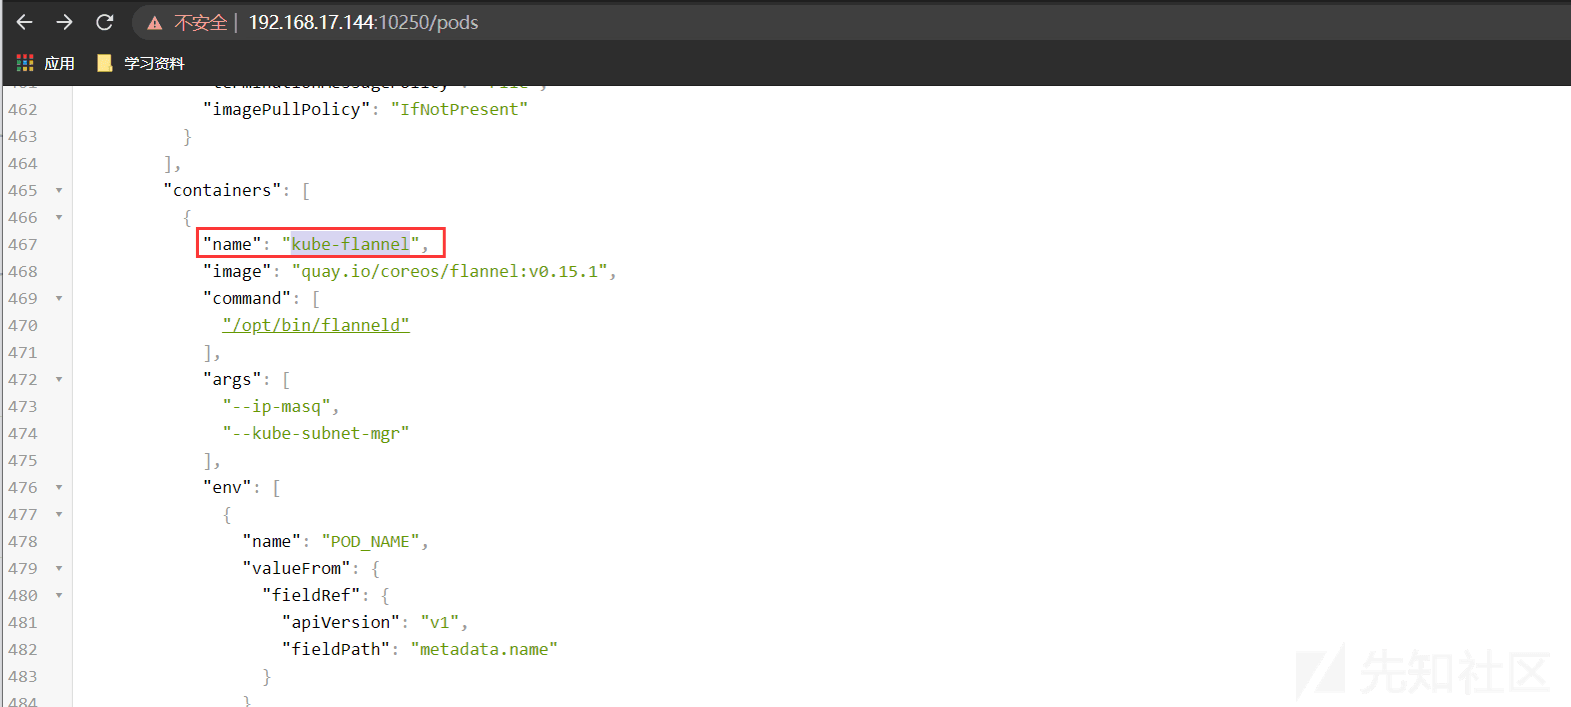 不安全 | 192.168.17.144:10250/pods
应用 学习资料
461 "terminationMessagePolicy": "File",
462 "imagePullPolicy": "IfNotPresent"
463 }
464 ],
465 "containers": [
466 {
467 "name": "kube-flannel",
468 "image": "quay.io/coreos/flannel:v0.15.1",
469 "command": [
470 "/opt/bin/flanneld"
471 ],
472 "args": [
473 "--ip-masq",
474 "--kube-subnet-mgr"
475 ],
476 "env": [
477 {
478 "name": "POD_NAME",
479 "valueFrom": {
480 "fieldRef": {
481 "apiVersion": "v1",
482 "fieldPath": "metadata.name"
483 }
484 }
先知社区